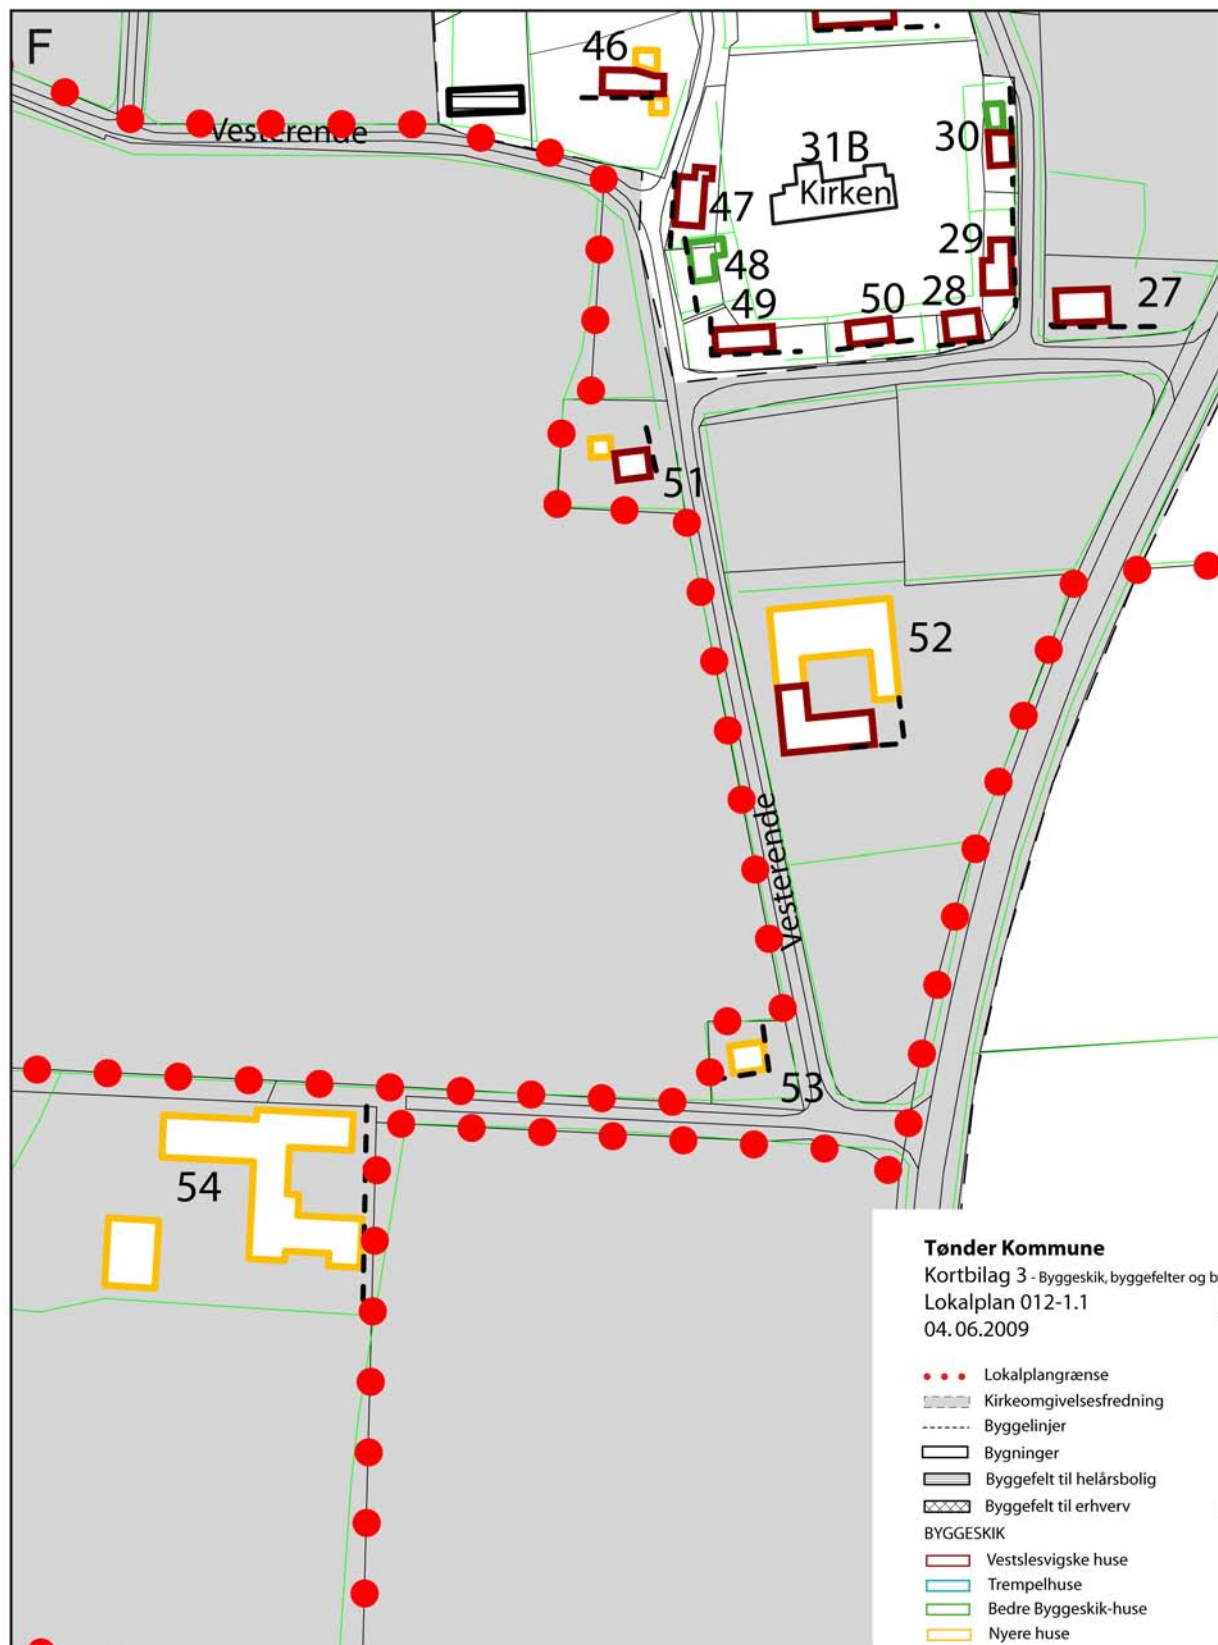 F
46
Vesterende
31B
Kirken
30
47
29
48
27
49
50
28
51
52
Vesterende
53
54
Tønder Kommune
Kortbilag 3 - Byggeskik, byggefelter og b
Lokalplan 012-1.1
04.06.2009
Lokalplangrænse
Kirkeomgivelsesfredning
Byggelinjer
Bygninger
Byggefelt til helårsbolig
Byggefelt til erhverv
BYGGESKIK
Vestslesvigske huse
Trempelhuse
Bedre Byggeskik-huse
Nyere huse